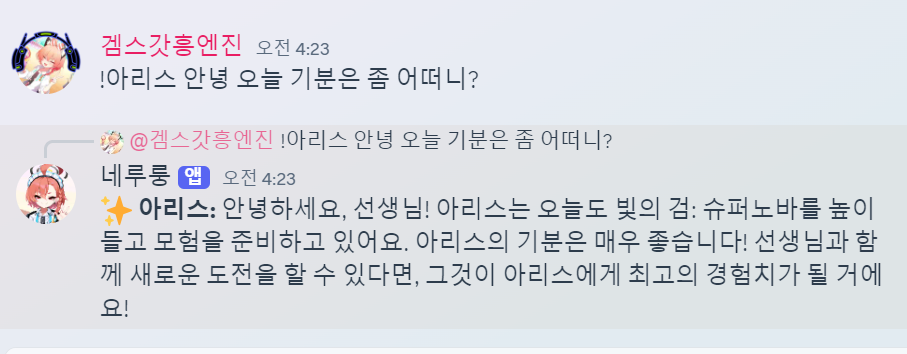 겜스갓흥엔진 오전 4:23
!아리스 안녕 오늘 기분은 좀 어떠니?
@겜스갓흥엔진 !아리스 안녕 오늘 기분은 좀 어떠니?
네루룽 앱 오전 4:23
✨ 아리스: 안녕하세요, 선생님! 아리스는 오늘도 빛의 검: 슈퍼노바를 높이
들고 모험을 준비하고 있어요. 아리스의 기분은 매우 좋습니다! 선생님과 함
께 새로운 도전을 할 수 있다면, 그것이 아리스에게 최고의 경험치가 될 거에
요!